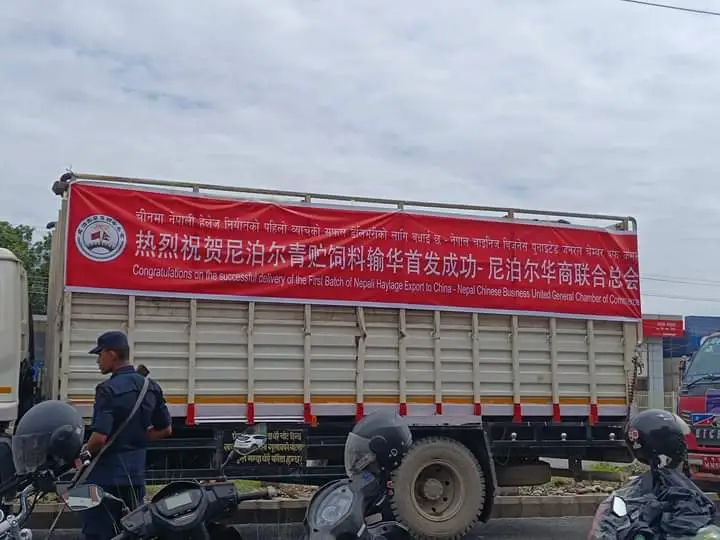 चीनमा नेपाली हेलेज निर्यातको पहिलो ब्याचको सफल डेलिभरीको लागि बधाई छ - नेपाल चाइनिज बिजनेस युनाइटेड जनरल चेम्बर अफ कमर्स
热烈祝贺尼泊尔青贮饲料输华首发成功-尼泊尔华商联合总会
Congratulations on the successful delivery of the First Batch of Nepali Haylage Export to China - Nepal Chinese Business United General Chamber of Commerce